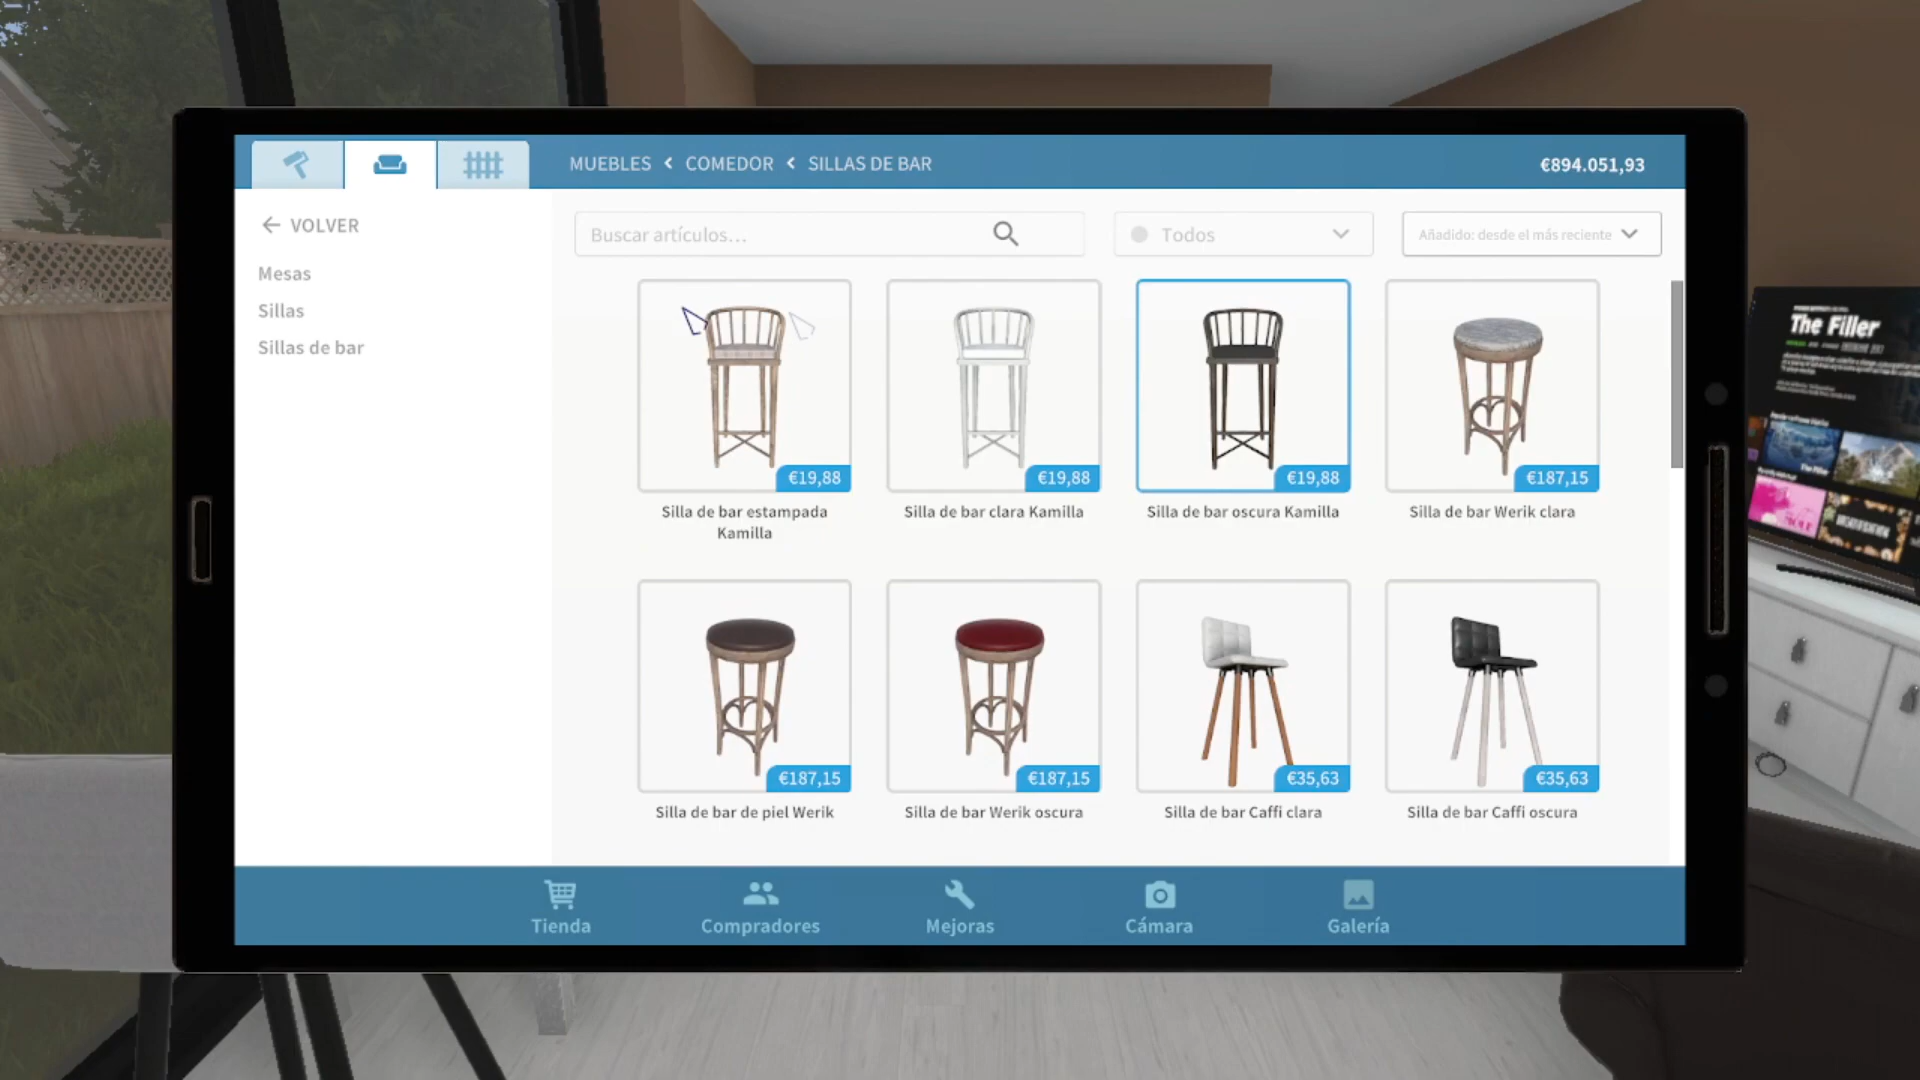 MUEBLES < COMEDOR < SILLAS DE BAR
€894.051,93
VOLVER
Mesas
Sillas
Sillas de bar
Buscar artículos...
Todos
Añadido: desde el más reciente
€19,88
€19,88
€19,88
€187,15
Silla de bar estampada
Kamilla
Silla de bar clara Kamilla
Silla de bar oscura Kamilla
Silla de bar Werik clara
€187,15
€187,15
€35,63
€35,63
Silla de bar de piel Werik
Silla de bar Werik oscura
Silla de bar Caffi clara
Silla de bar Caffi oscura
Tienda
Compradores
Mejoras
Cámara
Galería
The Filler